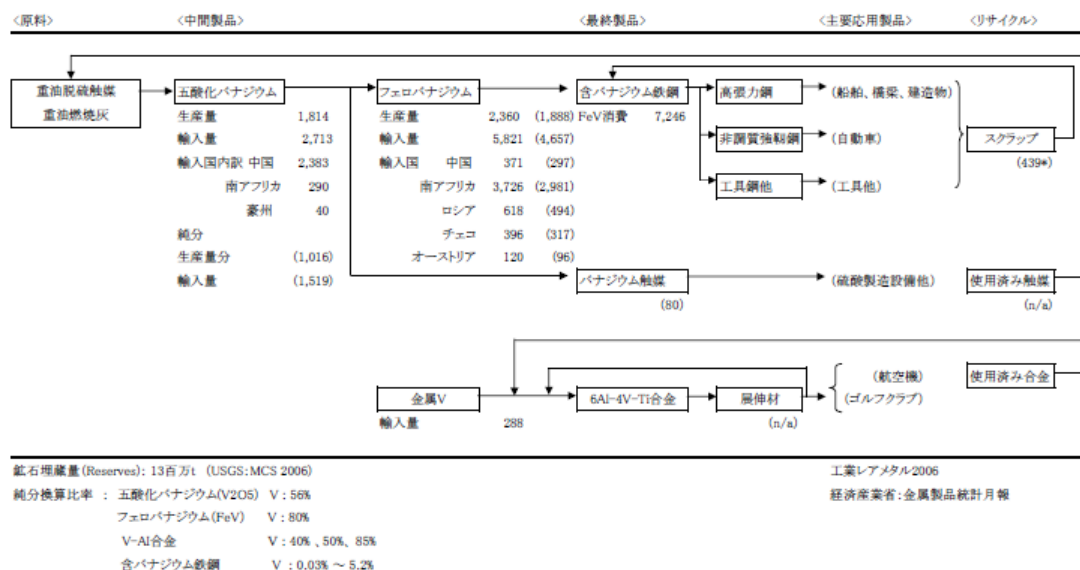 〈原料〉 〈中間製品〉 〈最終製品〉 〈主要応用製品〉 〈リサイクル〉
重油脱硫触媒
重油燃焼灰
五酸化バナジウム フェロバナジウム 含バナジウム鉄鋼 高張力鋼 (船舶、橋梁、建造物)
生産量 1,814 生産量 2,360 (1,888) FeV消費 7,246
輸入量 2,713 輸入量 5,821 (4,657) 非調質強靱鋼 (自動車) スクラップ
輸入国内訳 中国 2,383 輸入国 中国 371 (297) (439*)
南アフリカ 290 南アフリカ 3,726 (2,981) 工具鋼他 (工具他)
豪州 40 ロシア 618 (494)
純分 チェコ 396 (317)
生産量分 (1,016) オーストリア 120 (96)
輸入量 (1,519) バナジウム触媒 (硫酸製造設備他) 使用済み触媒
(80) (n/a)
(航空機) 使用済み合金
金属V 6Al-4V-Ti合金 展伸材 (ゴルフクラブ)
輸入量 288 (n/a)
鉱石埋蔵量(Reserves): 13百万t (USGS:MCS 2006) 工業レアメタル2006
純分換算比率 : 五酸化バナジウム(V2O5) V : 56% 経済産業省:金属製品統計月報
フェロバナジウム(FeV) V : 80%
V-Al合金 V : 40% 、50%、 85%
含バナジウム鉄鋼 V : 0.03% ～ 5.2%